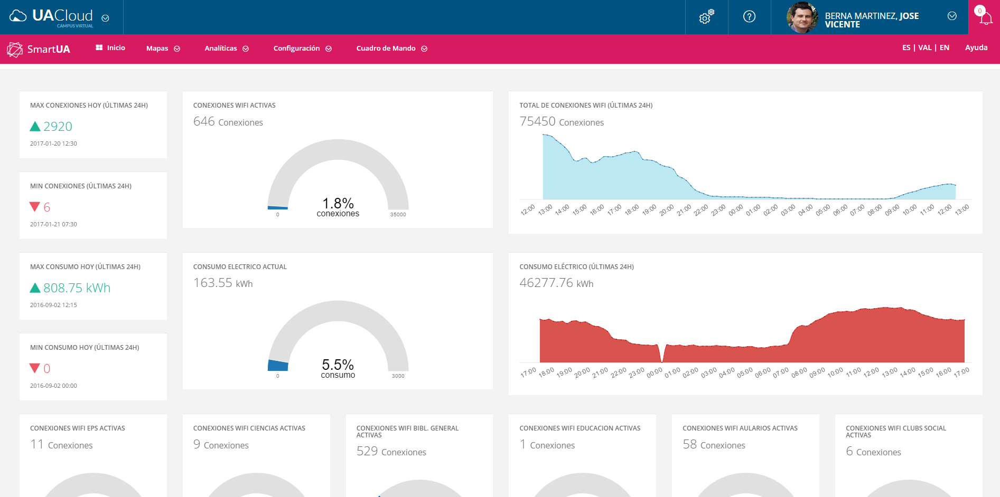 UACloud
CAMPUS VIRTUAL
BERNA MARTINEZ, JOSE
VICENTE
0
SmartUA
Inicio
Mapas
Analíticas
Configuración
Cuadro de Mando
ES | VAL | EN
Ayuda
MAX CONEXIONES HOY (ÚLTIMAS 24H)
2920
2017-01-20 12:30
MIN CONEXIONES (ÚLTIMAS 24H)
6
2017-01-21 07:30
CONEXIONES WIFI ACTIVAS
646 Conexiones
1.8%
conexiones
0
35000
TOTAL DE CONEXIONES WIFI (ÚLTIMAS 24H)
75450 Conexiones
12:00 13:00 14:00 15:00 16:00 17:00 18:00 19:00 20:00 21:00 22:00 23:00 00:00 01:00 02:00 03:00 04:00 05:00 06:00 07:00 08:00 09:00 10:00 11:00 12:00 13:00
MAX CONSUMO HOY (ÚLTIMAS 24H)
808.75 kWh
2016-09-02 12:15
MIN CONSUMO HOY (ÚLTIMAS 24H)
0
2016-09-02 00:00
CONSUMO ELECTRICO ACTUAL
163.55 kWh
5.5%
consumo
0
3000
CONSUMO ELÉCTRICO (ÚLTIMAS 24H)
46277.76 kWh
17:00 18:00 19:00 20:00 21:00 22:00 23:00 00:00 01:00 02:00 03:00 04:00 05:00 06:00 07:00 08:00 09:00 10:00 11:00 12:00 13:00 14:00 15:00 16:00 17:00
CONEXIONES WIFI EPS ACTIVAS
11 Conexiones
CONEXIONES WIFI CIENCIAS ACTIVAS
9 Conexiones
CONEXIONES WIFI BIBL. GENERAL
ACTIVAS
529 Conexiones
CONEXIONES WIFI EDUCACION ACTIVAS
1 Conexiones
CONEXIONES WIFI AULARIOS ACTIVAS
58 Conexiones
CONEXIONES WIFI CLUBS SOCIAL
ACTIVAS
6 Conexiones